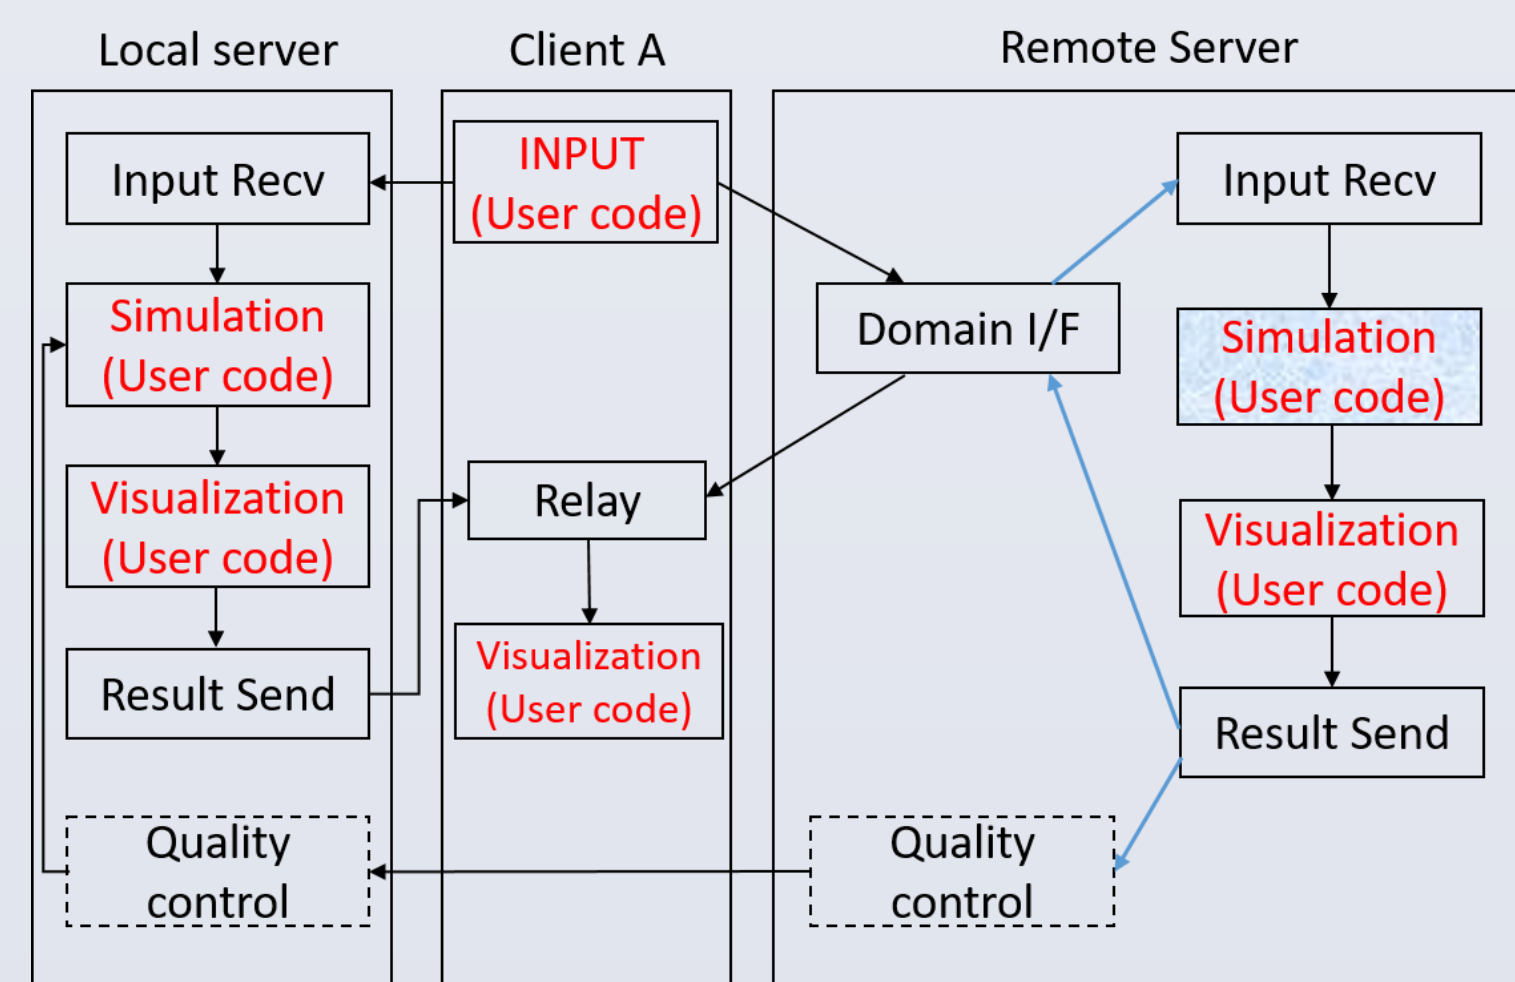 Local server
Client A
Remote Server
Input Recv
Simulation
(User code)
Visualization
(User code)
Result Send
Quality
control
INPUT
(User code)
Relay
Visualization
(User code)
Domain I/F
Quality
control
Input Recv
Simulation
(User code)
Visualization
(User code)
Result Send